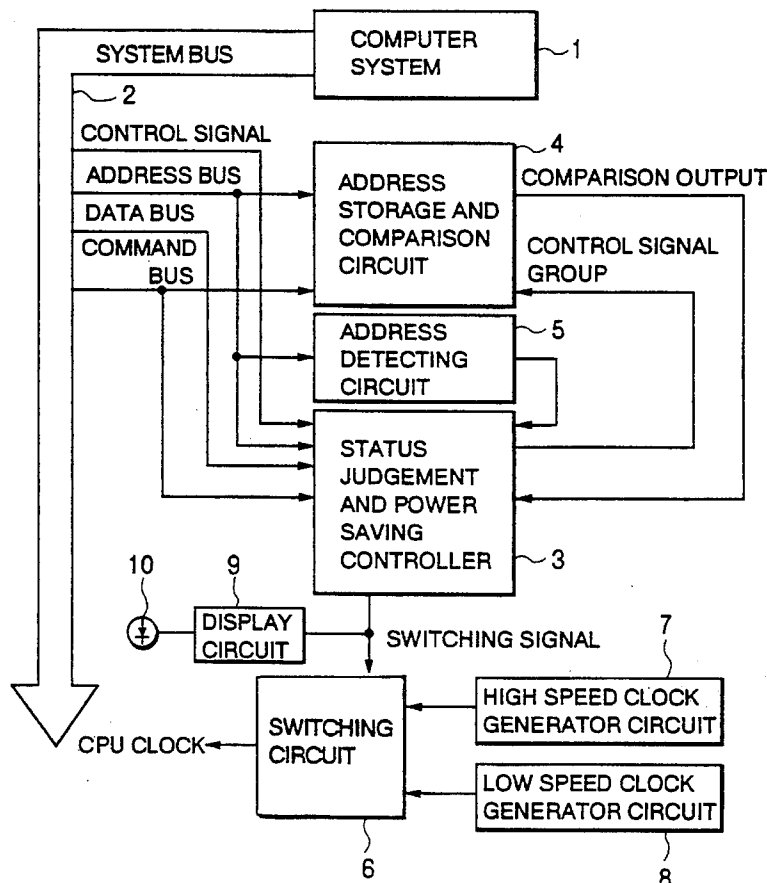 COMPUTER
SYSTEM
1
SYSTEM BUS
2
CONTROL SIGNAL
4
ADDRESS BUS
ADDRESS
STORAGE AND
COMPARISON
CIRCUIT
COMPARISON OUTPUT
DATA BUS
COMMAND
BUS
CONTROL SIGNAL
GROUP
ADDRESS
DETECTING
CIRCUIT
5
STATUS
JUDGEMENT
AND POWER
SAVING
CONTROLLER
3
10
9
DISPLAY
CIRCUIT
SWITCHING SIGNAL
7
HIGH SPEED CLOCK
GENERATOR CIRCUIT
SWITCHING
CIRCUIT
CPU CLOCK
LOW SPEED CLOCK
GENERATOR CIRCUIT
6
8